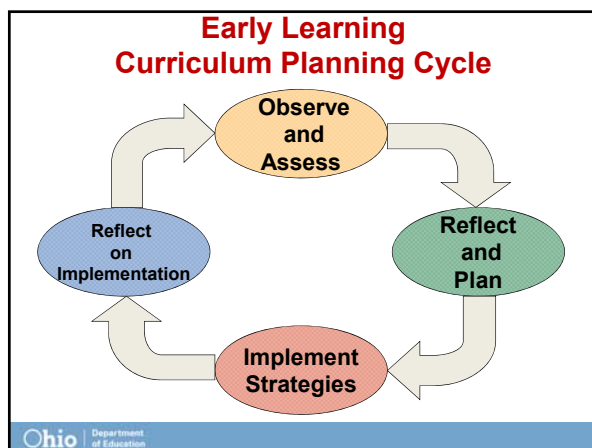 Early Learning
Curriculum Planning Cycle
Observe
and
Assess
Reflect
and
Plan
Implement
Strategies
Reflect
on
Implementation
Ohio | Department
of Education